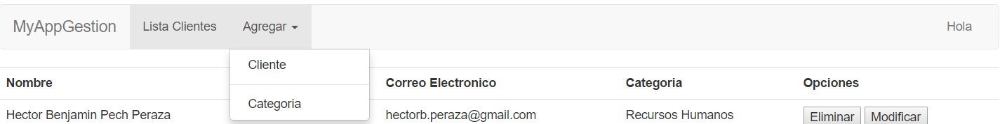 MyAppGestion Lista Clientes Agregar Hola
Cliente
Nombre Correo Electronico Categoria Opciones
Categoria
Hector Benjamin Pech Peraza hectorb.peraza@gmail.com Recursos Humanos Eliminar Modificar